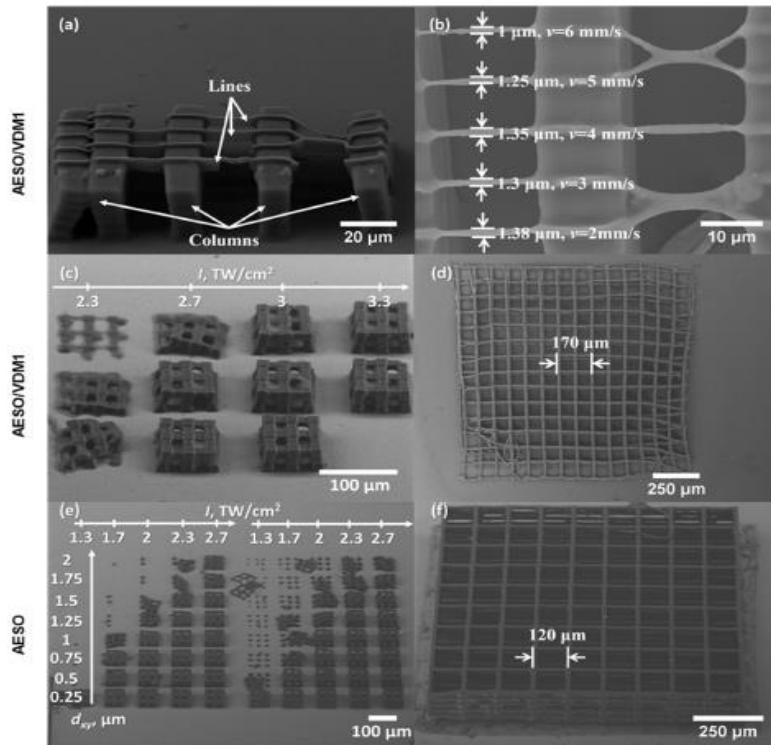 AESO/VDM1
(a)
Lines
Columns
20 μm
(b)
1 μm, v=6 mm/s
1.25 μm, v=5 mm/s
1.35 μm, v=4 mm/s
1.3 μm, v=3 mm/s
1.38 μm, v=2mm/s
10 μm
AESO/VDM1
(c)
I, TW/cm²
2.3 2.7 3 3.3
100 μm
(d)
170 μm
250 μm
AESO
(e)
I, TW/cm²
1.3 1.7 2 2.3 2.7 1.3 1.7 2 2.3 2.7
2
1.75
1.5
1.25
1
0.75
0.5
0.25
dxy, μm
100 μm
(f)
120 μm
250 μm